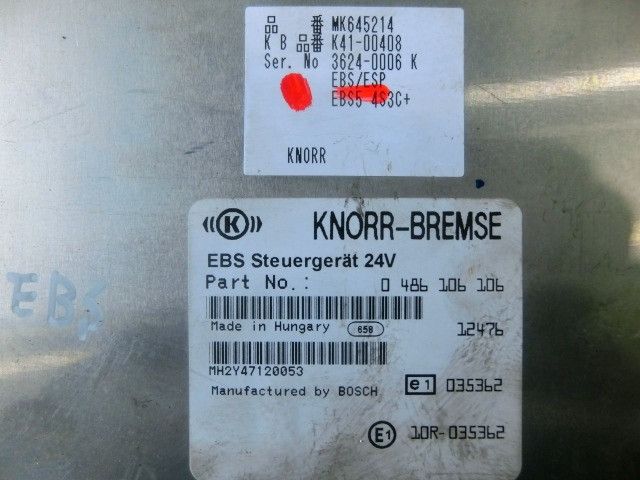 品 番 MK645214
K B 品番 K41-00408
Ser. No 3624-0006 K
EBS/ESP
EBS5 4S3C+
KNORR
((K)) KNORR-BREMSE
EBS Steuergerät 24V
Part No.: 0 486 106 106
Made in Hungary 658 12476
MH2Y47120053
Manufactured by BOSCH e1 035362
E1 10R-035362
EBS